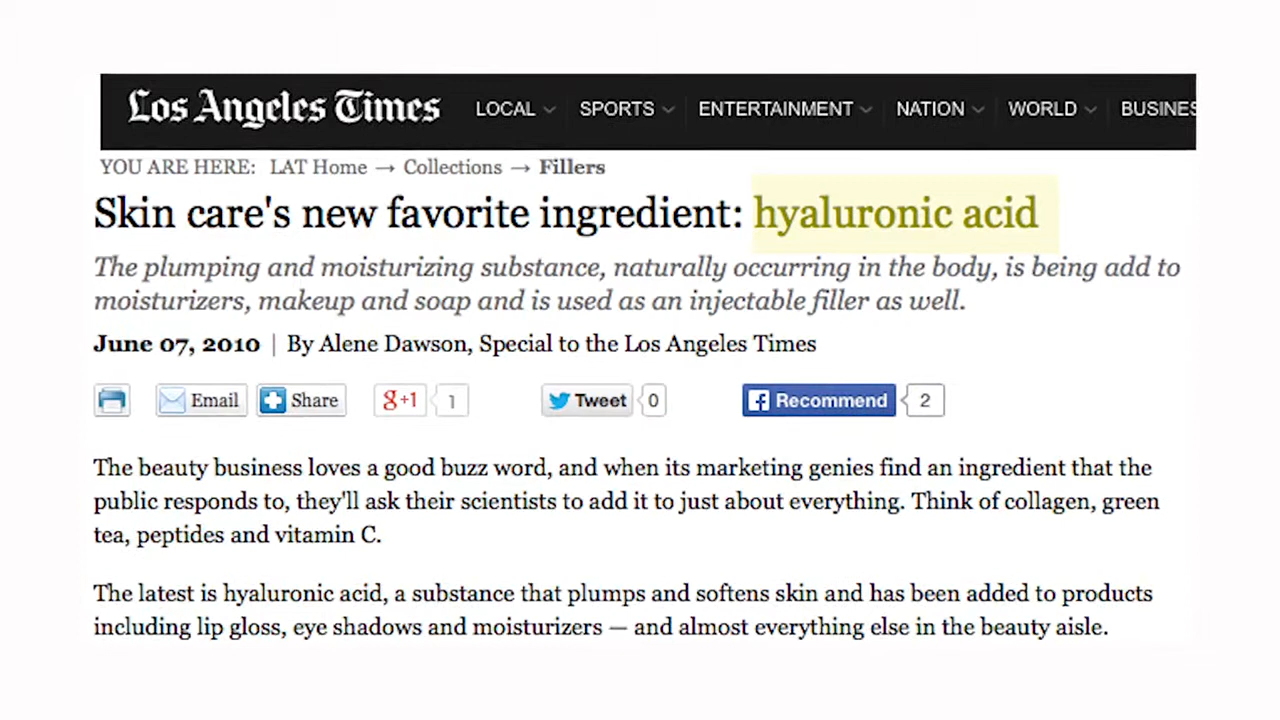 Los Angeles Times LOCAL SPORTS ENTERTAINMENT NATION WORLD BUSINES
YOU ARE HERE: LAT Home → Collections → Fillers
Skin care's new favorite ingredient: hyaluronic acid
The plumping and moisturizing substance, naturally occurring in the body, is being add to
moisturizers, makeup and soap and is used as an injectable filler as well.
June 07, 2010 | By Alene Dawson, Special to the Los Angeles Times
Email Share g+1 1 Tweet 0 Recommend 2
The beauty business loves a good buzz word, and when its marketing genies find an ingredient that the
public responds to, they'll ask their scientists to add it to just about everything. Think of collagen, green
tea, peptides and vitamin C.
The latest is hyaluronic acid, a substance that plumps and softens skin and has been added to products
including lip gloss, eye shadows and moisturizers — and almost everything else in the beauty aisle.